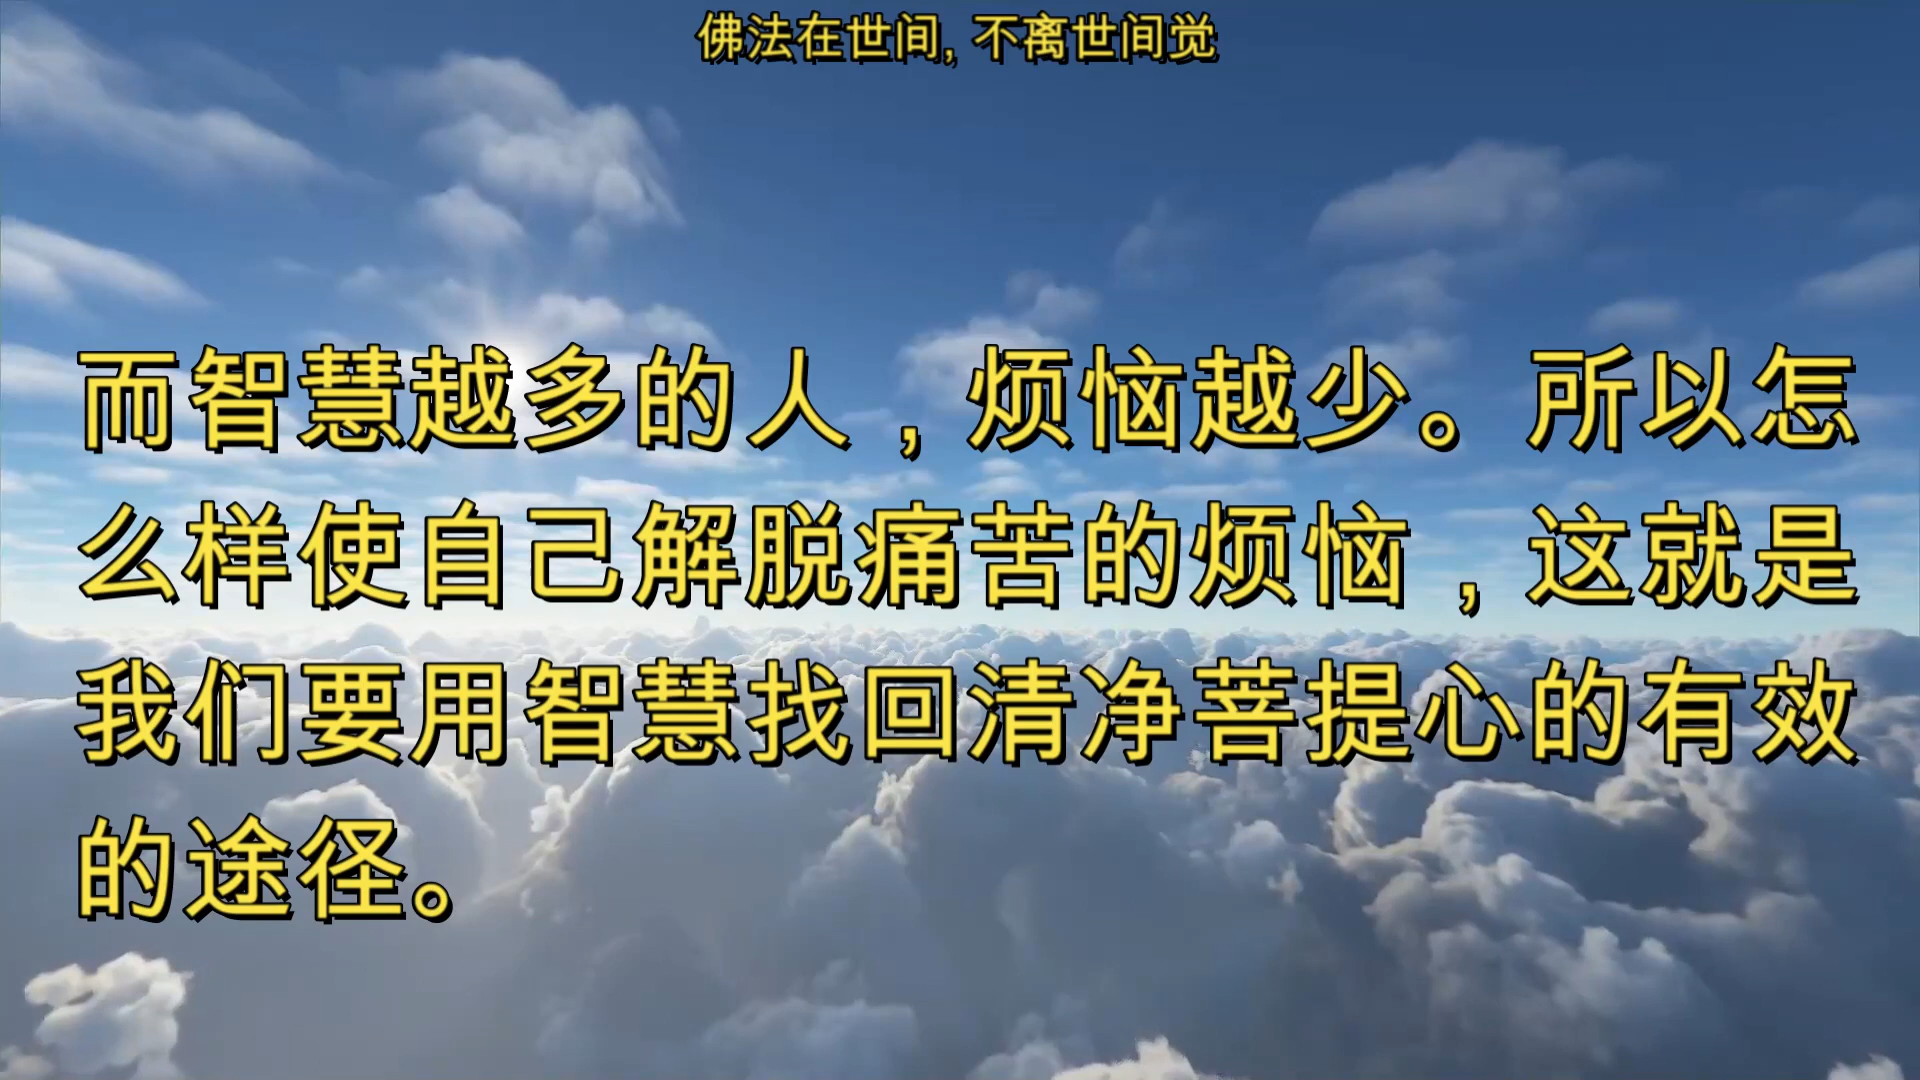 佛法在世间, 不离世间觉
而智慧越多的人，烦恼越少。所以怎
么样使自己解脱痛苦的烦恼，这就是
我们要用智慧找回清净菩提心的有效
的途径。